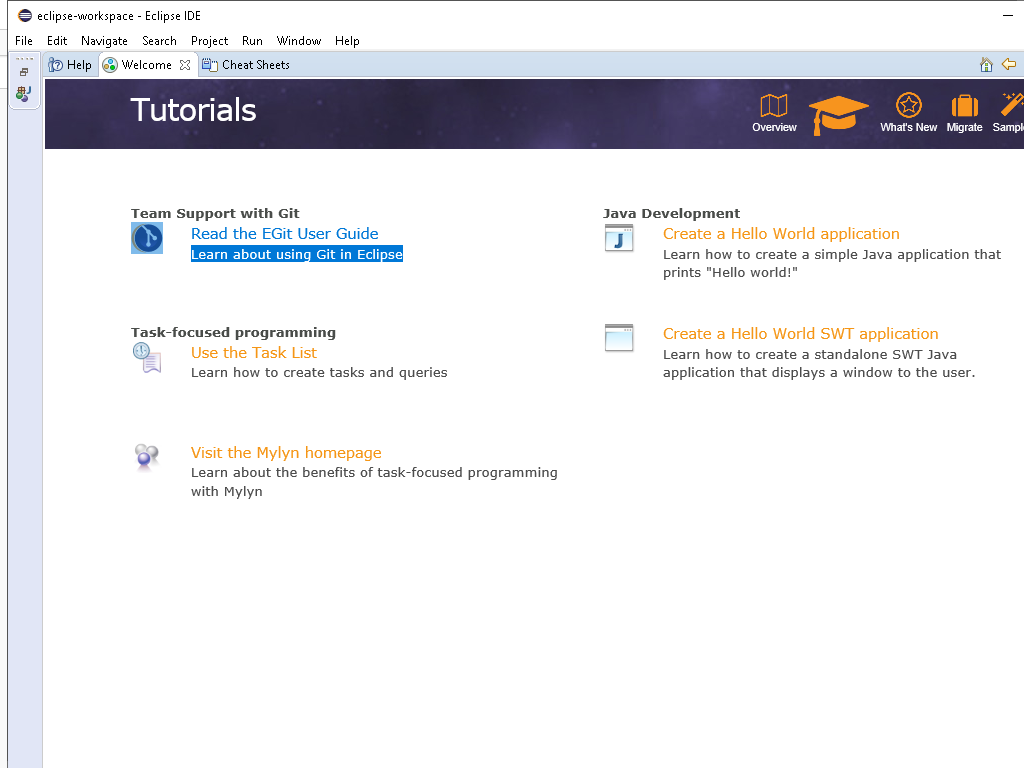 eclipse-workspace - Eclipse IDE
File Edit Navigate Search Project Run Window Help
Help Welcome Cheat Sheets
Tutorials
Overview What's New Migrate Sample
Team Support with Git
Read the EGit User Guide
Learn about using Git in Eclipse
Task-focused programming
Use the Task List
Learn how to create tasks and queries
Visit the Mylyn homepage
Learn about the benefits of task-focused programming
with Mylyn
Java Development
Create a Hello World application
Learn how to create a simple Java application that
prints "Hello world!"
Create a Hello World SWT application
Learn how to create a standalone SWT Java
application that displays a window to the user.